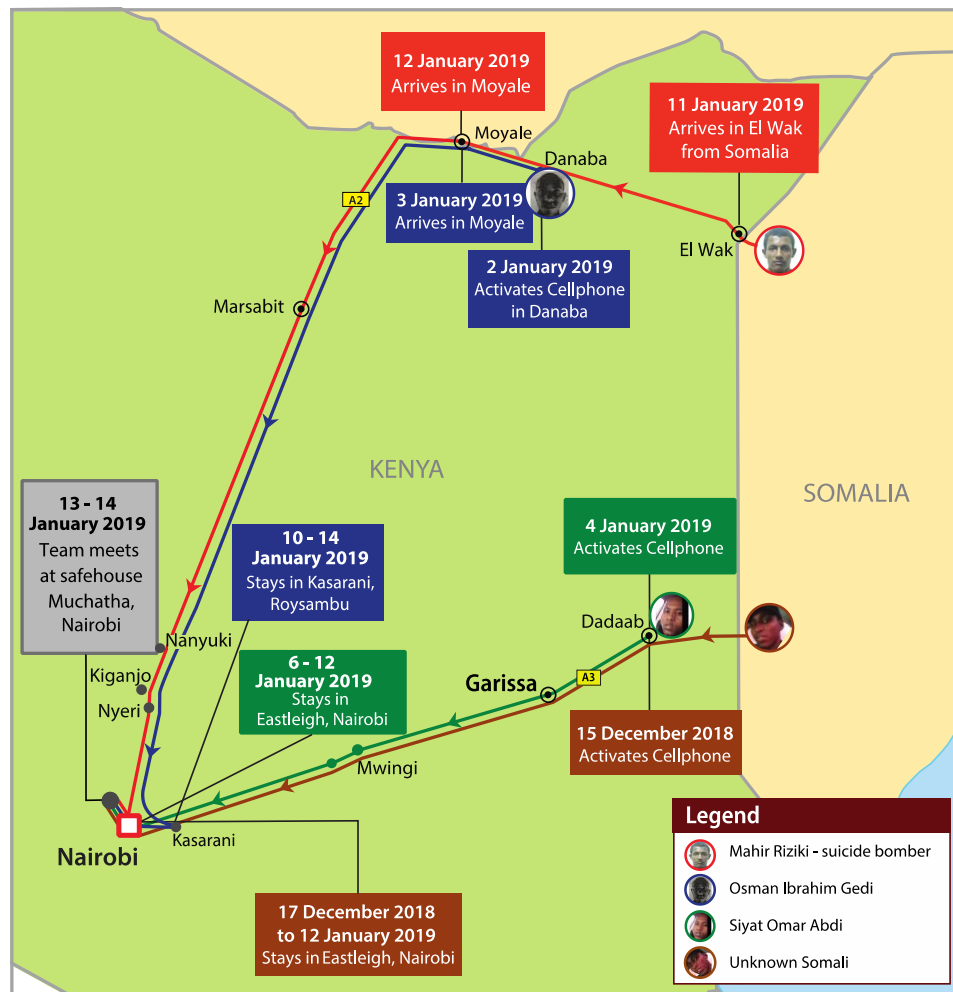 12 January 2019
Arrives in Moyale
11 January 2019
Arrives in El Wak
from Somalia
Moyale
Danaba
A2
3 January 2019
Arrives in Moyale
El Wak
2 January 2019
Activates Cellphone
in Danaba
Marsabit
KENYA
SOMALIA
13 - 14
January 2019
Team meets
at safehouse
Muchatha,
Nairobi
10 - 14
January 2019
Stays in Kasarani,
Roysambu
4 January 2019
Activates Cellphone
Dadaab
Nanyuki
Kiganjo
Nyeri
6 - 12
January 2019
Stays in
Eastleigh, Nairobi
Garissa
A3
15 December 2018
Activates Cellphone
Mwingi
Kasarani
Nairobi
17 December 2018
to 12 January 2019
Stays in Eastleigh, Nairobi
Legend
Mahir Riziki - suicide bomber
Osman Ibrahim Gedi
Siyat Omar Abdi
Unknown Somali